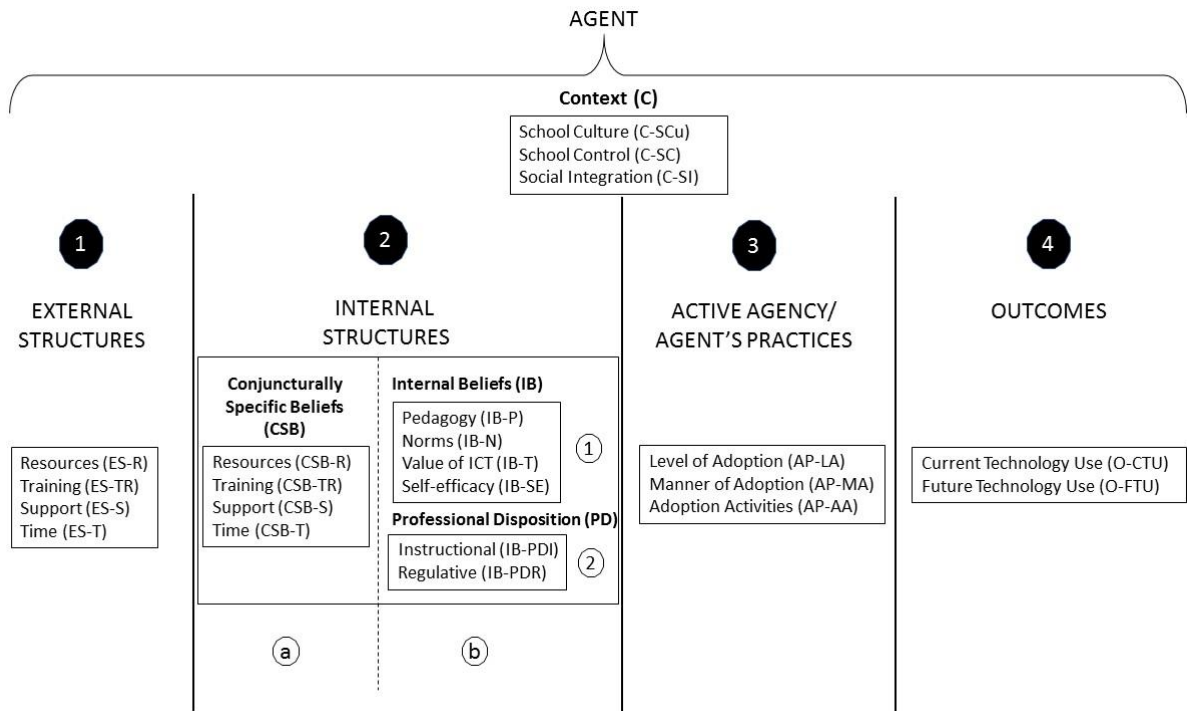 AGENT
Context (C)
School Culture (C-SCu)
School Control (C-SC)
Social Integration (C-SI)
1
EXTERNAL
STRUCTURES
Resources (ES-R)
Training (ES-TR)
Support (ES-S)
Time (ES-T)
2
INTERNAL
STRUCTURES
Conjuncturally
Specific Beliefs
(CSB)
Resources (CSB-R)
Training (CSB-TR)
Support (CSB-S)
Time (CSB-T)
a
Internal Beliefs (IB)
Pedagogy (IB-P)
Norms (IB-N)
Value of ICT (IB-T)
Self-efficacy (IB-SE)
1
Professional Disposition (PD)
Instructional (IB-PDI)
Regulative (IB-PDR)
2
b
3
ACTIVE AGENCY/
AGENT'S PRACTICES
Level of Adoption (AP-LA)
Manner of Adoption (AP-MA)
Adoption Activities (AP-AA)
4
OUTCOMES
Current Technology Use (O-CTU)
Future Technology Use (O-FTU)